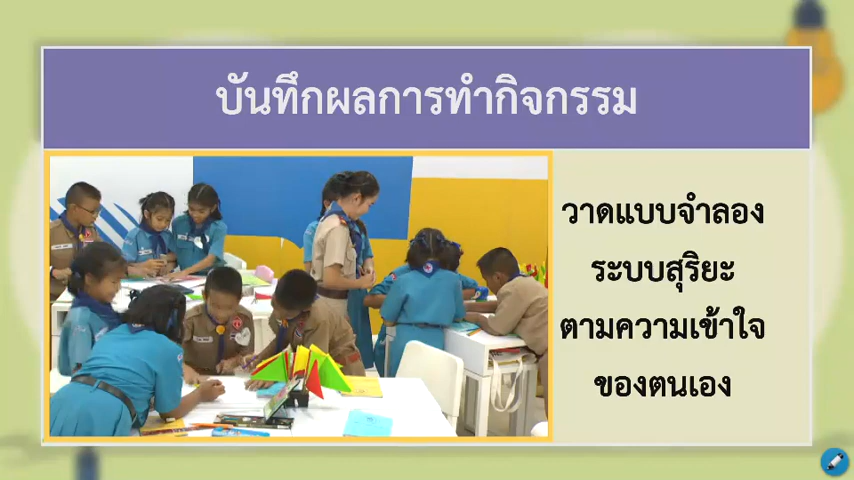 บันทึกผลการทำกิจกรรม
วาดแบบจำลอง
ระบบสุริยะ
ตามความเข้าใจ
ของตนเอง